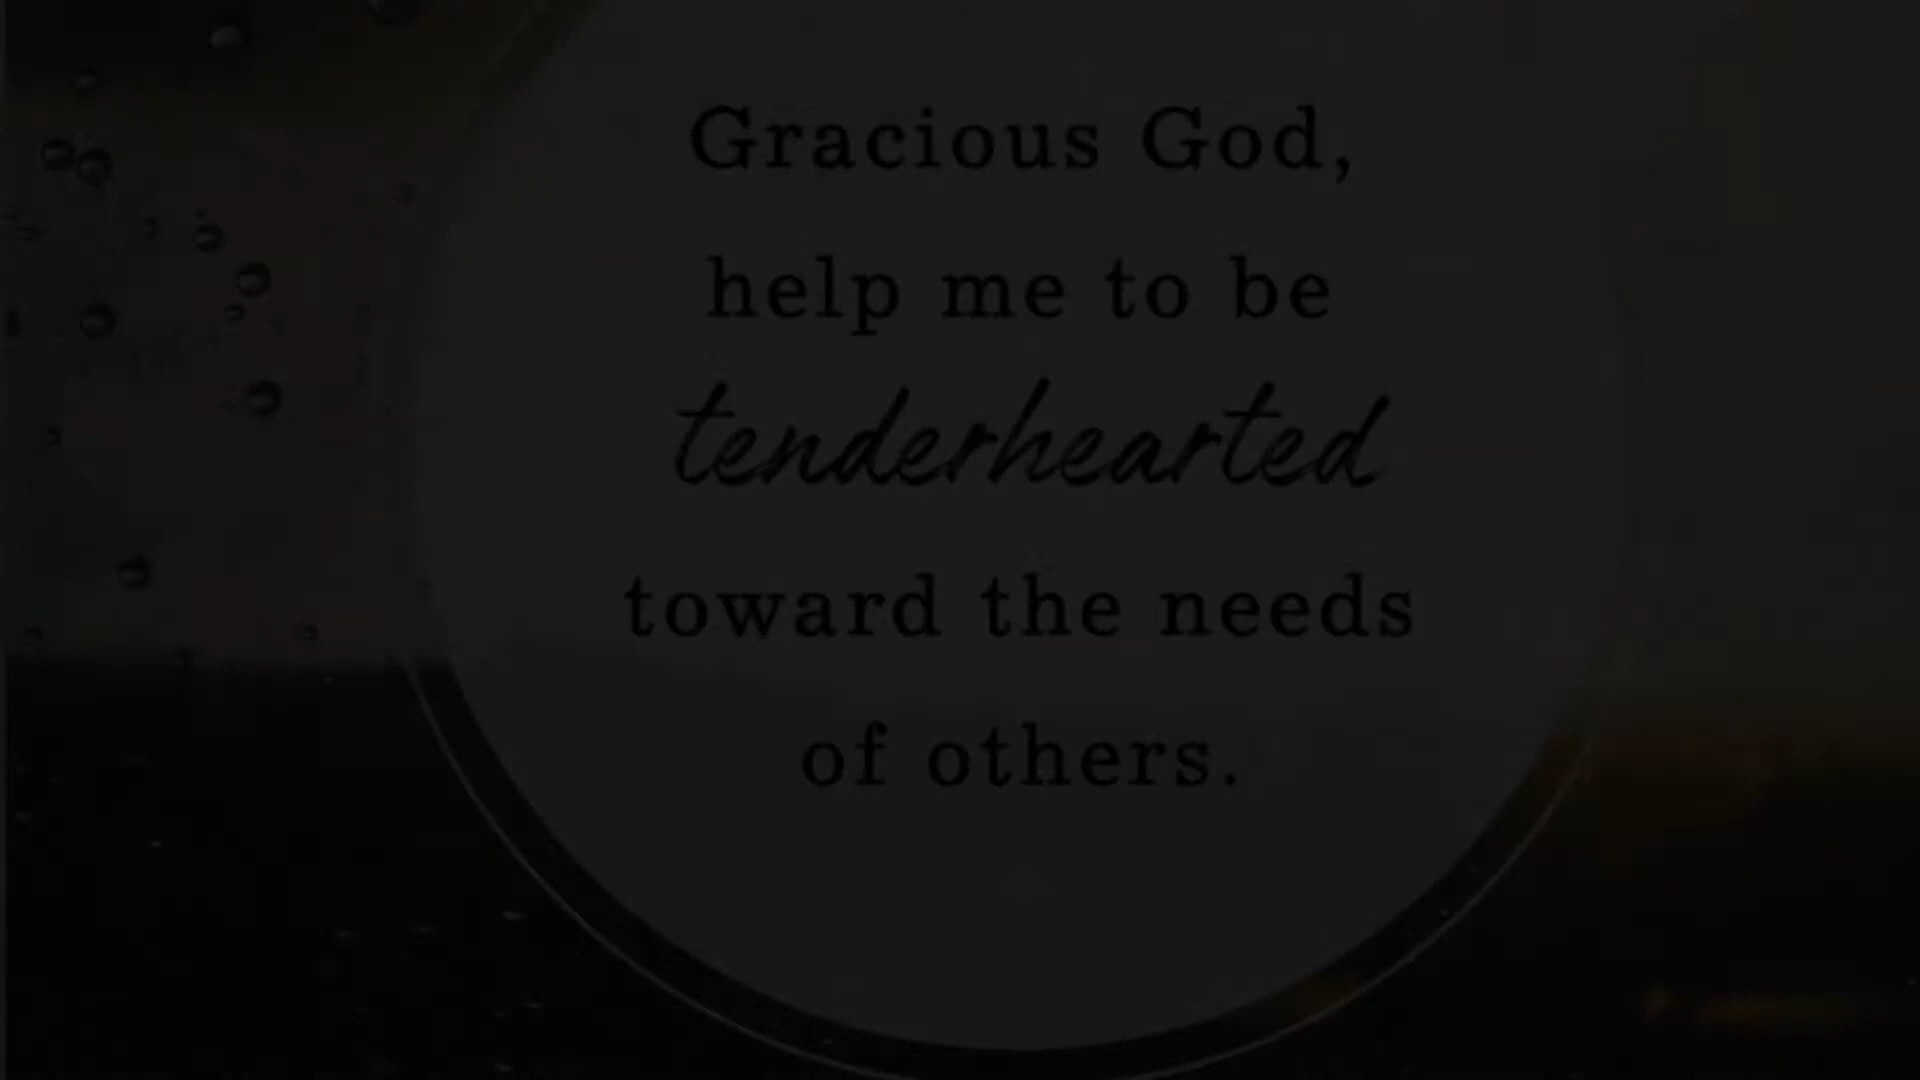 Gracious God,
help me to be
tenderhearted
toward the needs
of others.